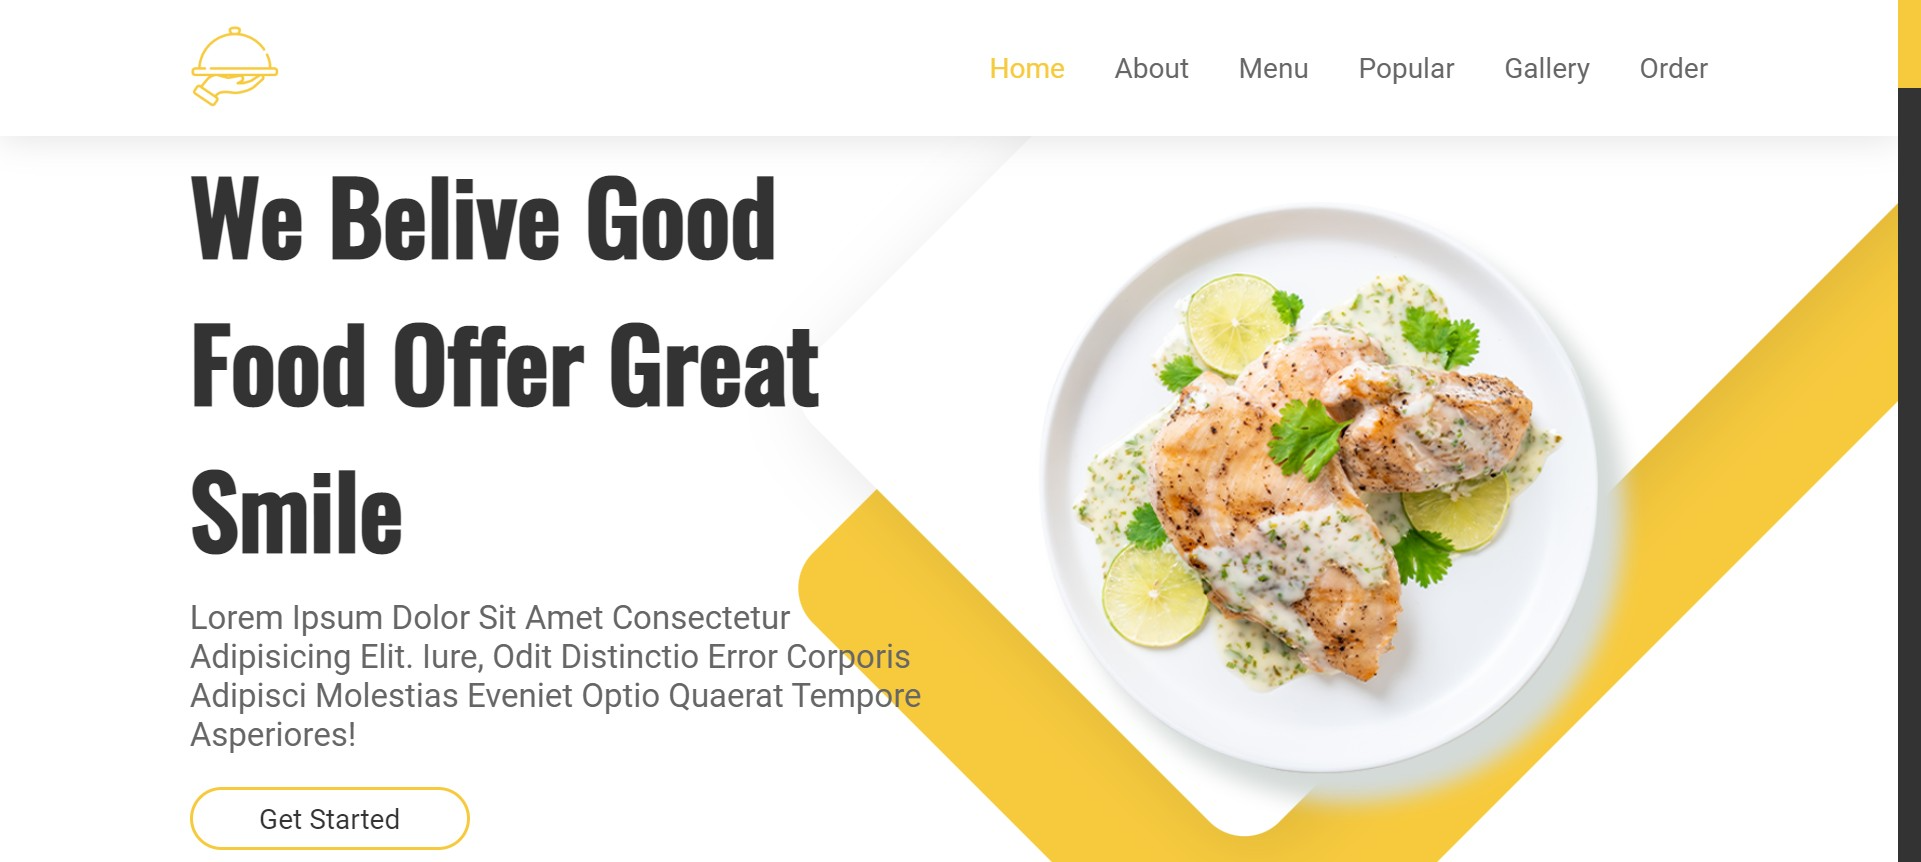 Home About Menu Popular Gallery Order
We Belive Good
Food Offer Great
Smile
Lorem Ipsum Dolor Sit Amet Consectetur
Adipisicing Elit. Iure, Odit Distinctio Error Corporis
Adipisci Molestias Eveniet Optio Quaerat Tempore
Asperiores!
Get Started